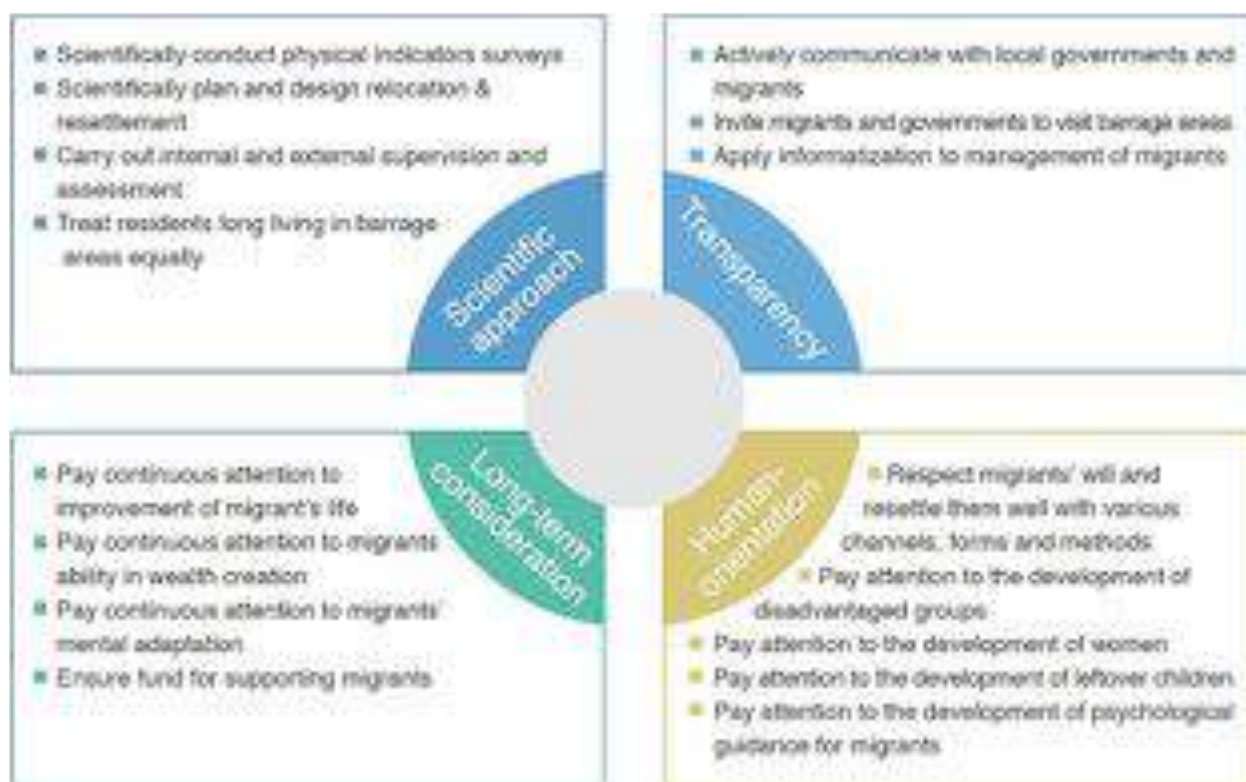 Scientifically conduct physical indicators surveys
Scientifically plan and design relocation &
resettlement
Carry out internal and external supervision and
assessment
Treat residents long living in barrage
areas equally
Scientific
approach
Actively communicate with local governments and
migrants
Invite migrants and governments to visit barrage areas
Apply informatization to management of migrants
Transparency
Pay continuous attention to
improvement of migrant's life
Pay continuous attention to migrants
ability in wealth creation
Pay continuous attention to migrants'
mental adaptation
Ensure fund for supporting migrants
Long-term
consideration
Human-
orientation
Respect migrants' will and
resettle them well with various
channels, forms and methods
Pay attention to the development of
disadvantaged groups
Pay attention to the development of women
Pay attention to the development of leftover children
Pay attention to the development of psychological
guidance for migrants